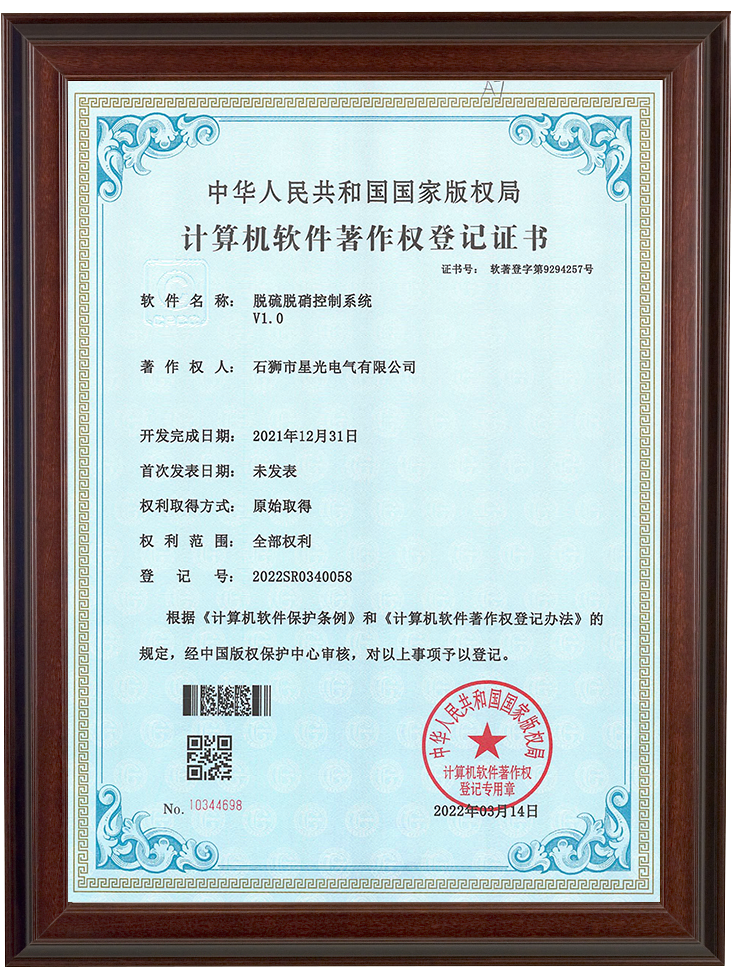 A7
中华人民共和国国家版权局
计算机软件著作权登记证书
证书号： 软著登字第9294257号
软件名称： 脱硫脱硝控制系统
V1.0
著作权人： 石狮市星光电气有限公司
开发完成日期： 2021年12月31日
首次发表日期： 未发表
权利取得方式： 原始取得
权利范围： 全部权利
登记号： 2022SR0340058
根据《计算机软件保护条例》和《计算机软件著作权登记办法》的
规定，经中国版权保护中心审核，对以上事项予以登记。
中华人民共和国国家版权局
计算机软件著作权
登记专用章
No. 10344698
2022年03月14日